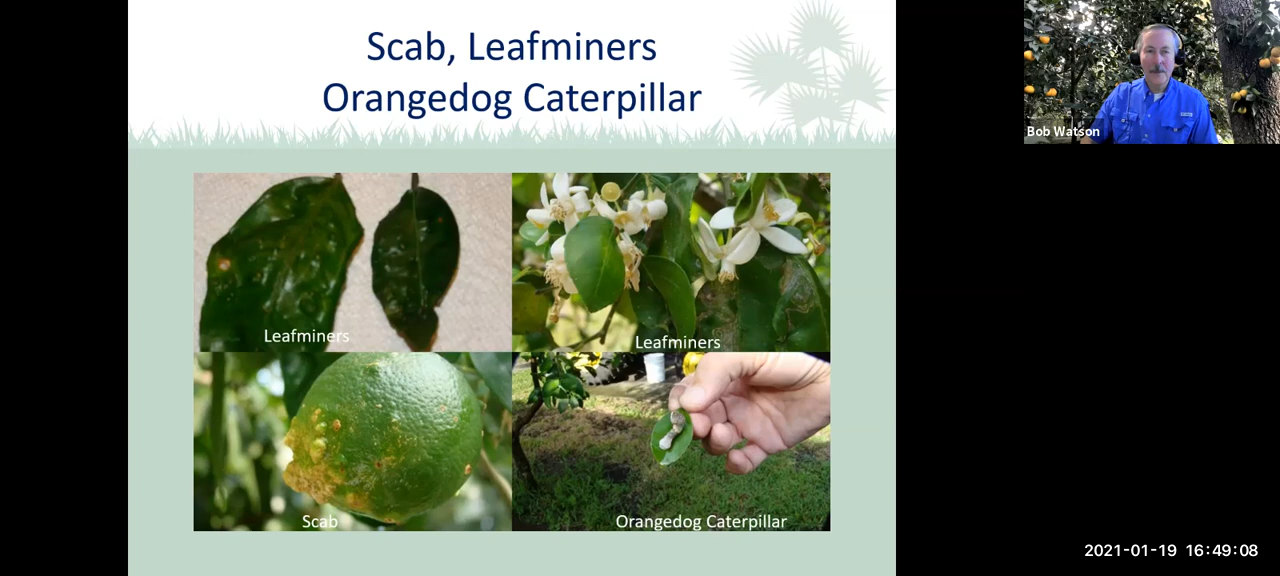 Scab, Leafminers
Orangedog Caterpillar
Bob Watson
Leafminers
Leafminers
Scab
Orangedog Caterpillar
2021-01-19 16:49:08